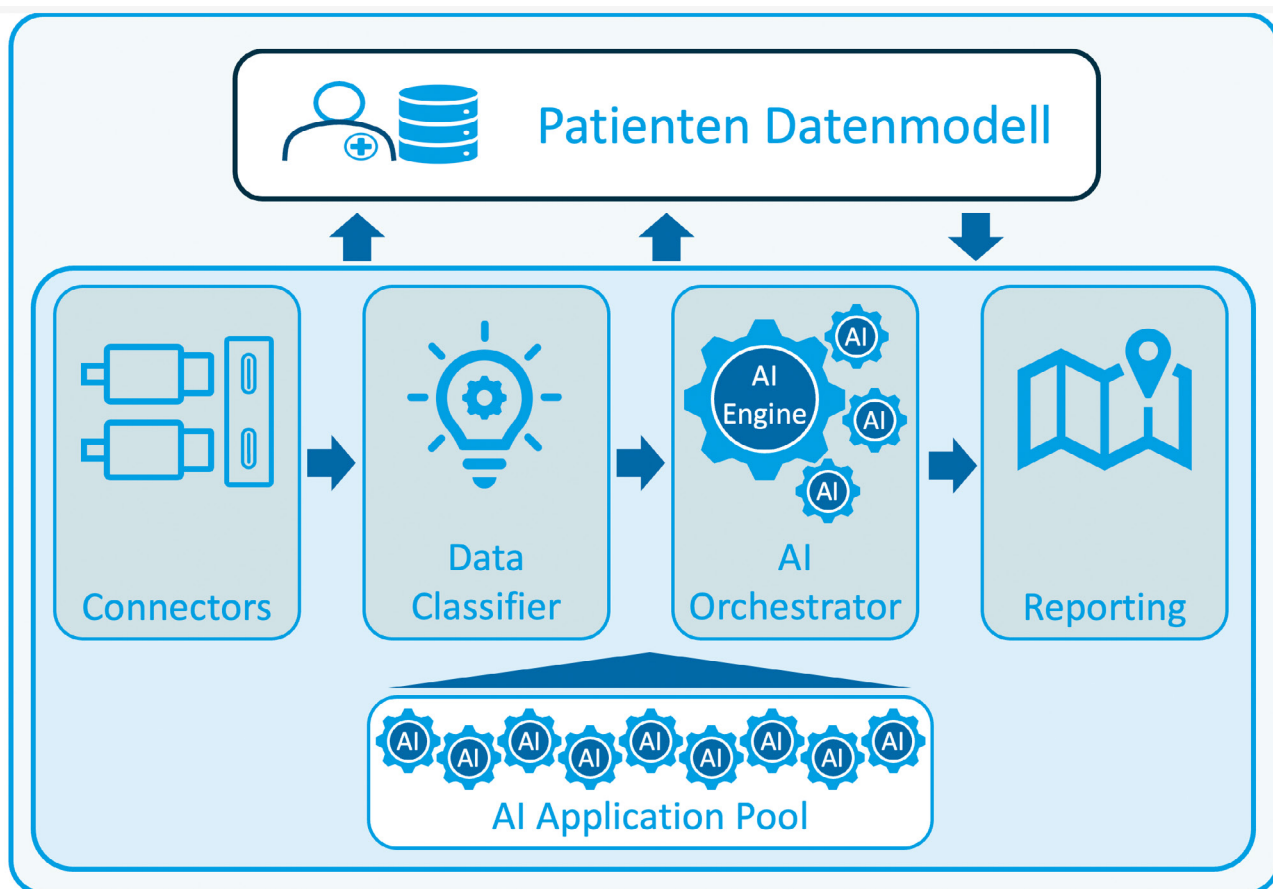 Patienten Datenmodell
Connectors
Data
Classifier
AI
Engine
AI
AI
AI
AI
Orchestrator
Reporting
AI
AI
AI
AI
AI
AI
AI
AI
AI
AI Application Pool